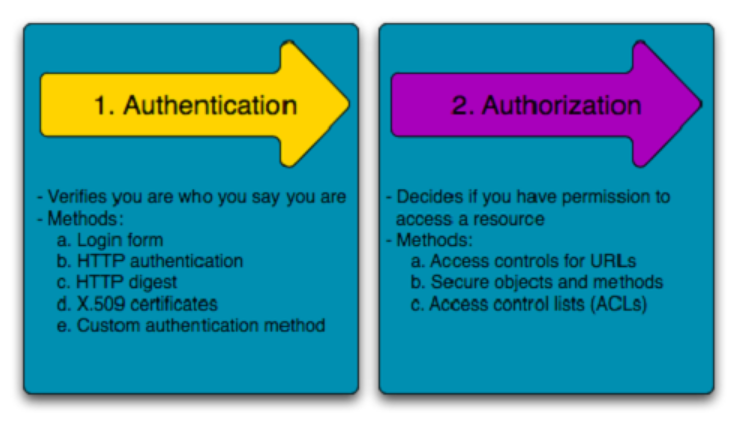 1. Authentication
- Verifies you are who you say you are
- Methods:
a. Login form
b. HTTP authentication
c. HTTP digest
d. X.509 certificates
e. Custom authentication method
2. Authorization
- Decides if you have permission to
access a resource
- Methods:
a. Access controls for URLs
b. Secure objects and methods
c. Access control lists (ACLs)